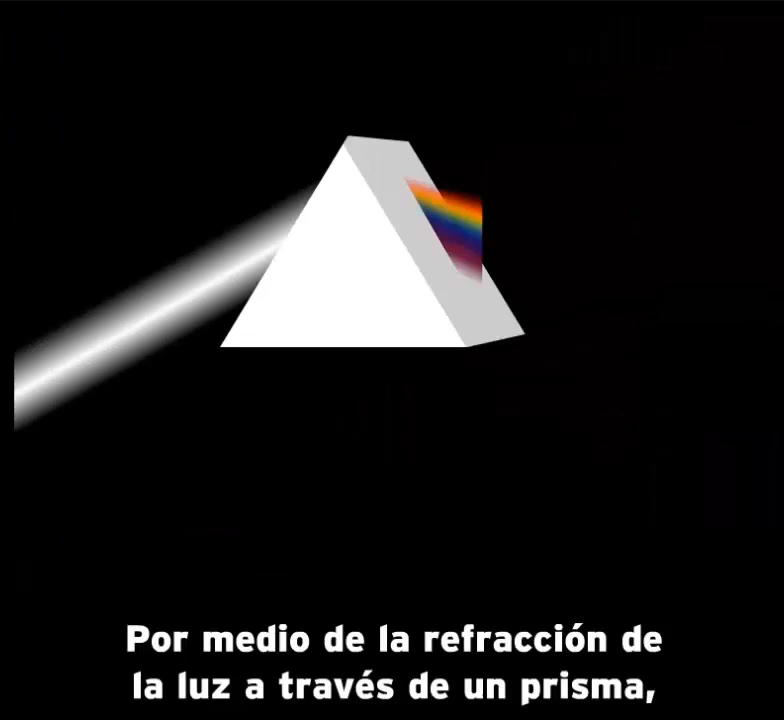 Por medio de la refracción de
la luz a través de un prisma,